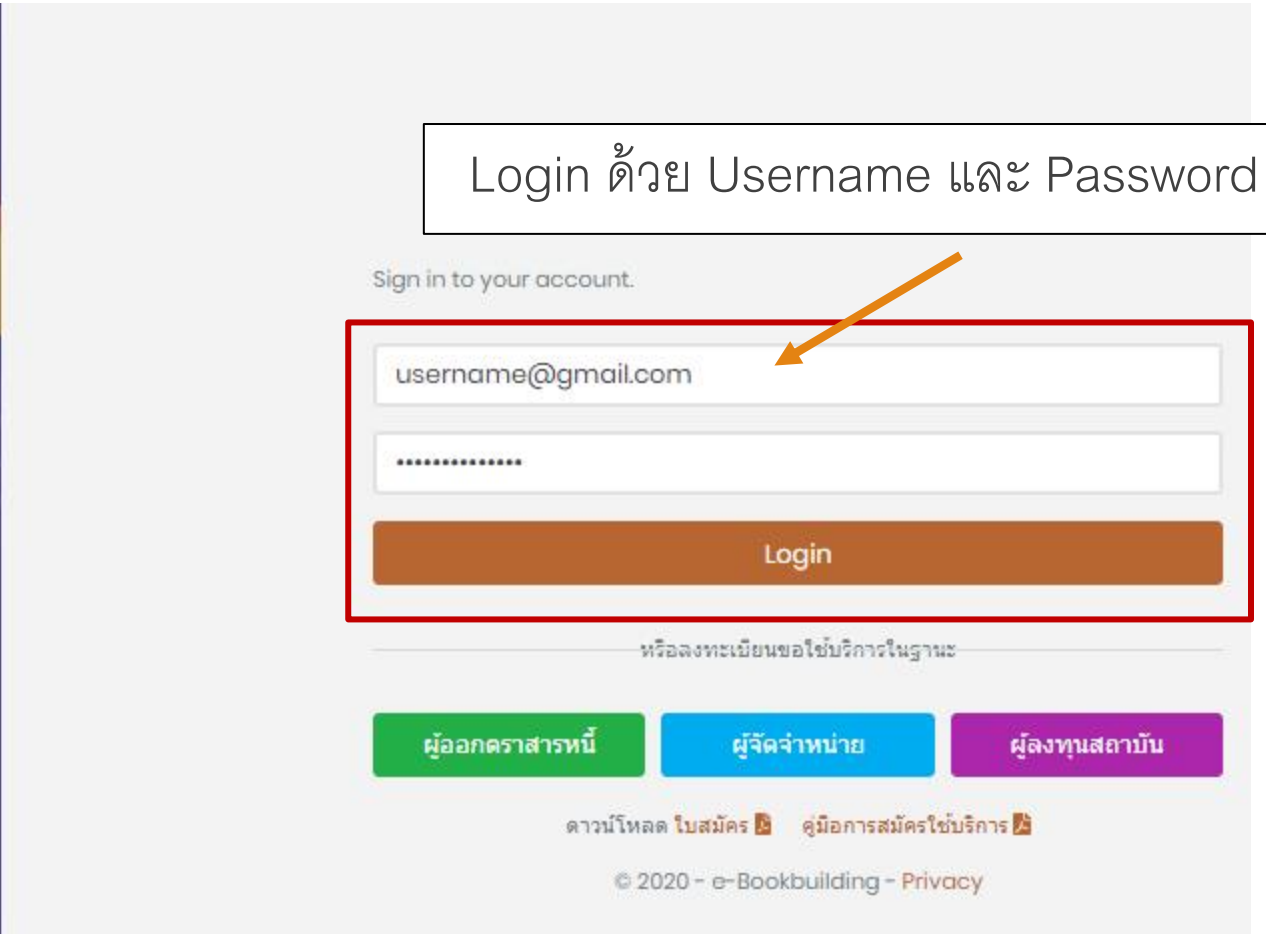 Login ด้วย Username และ Password
Sign in to your account.
username@gmail.com
••••••••••••••
Login
หรือลงทะเบียนขอใช้บริการในฐานะ
ผู้ออกตราสารหนี้ ผู้จัดจำหน่าย ผู้ลงทุนสถาบัน
ดาวน์โหลด ใบสมัคร คู่มือการสมัครใช้บริการ
© 2020 - e-Bookbuilding - Privacy